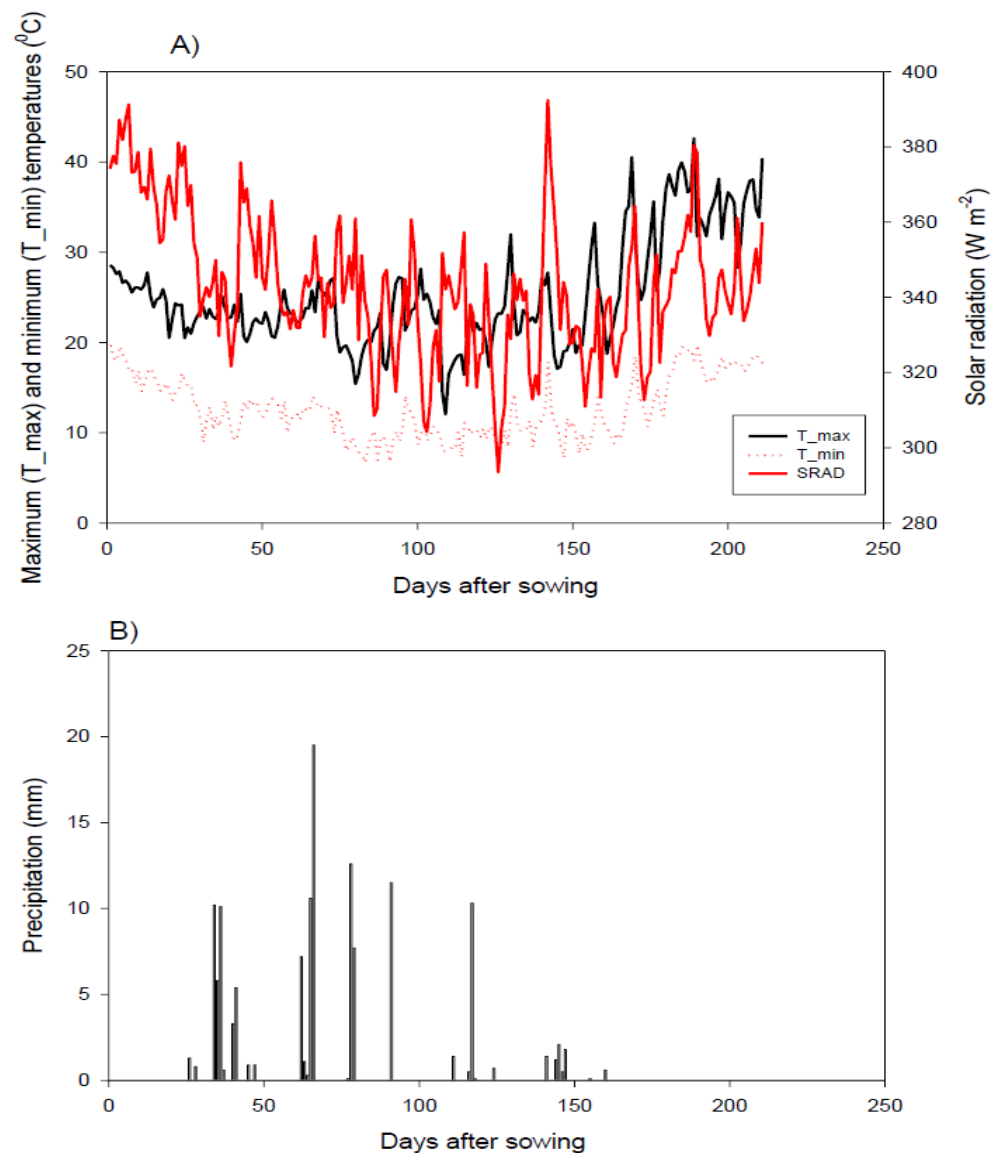 A)
Maximum (T_max) and minimum (T_min) temperatures (⁰C)
50
40
30
20
10
0
400
380
360
340
320
300
280
Solar radiation (W m⁻²)
T_max
T_min
SRAD
0 50 100 150 200 250
Days after sowing
B)
Precipitation (mm)
25
20
15
10
5
0
0 50 100 150 200 250
Days after sowing